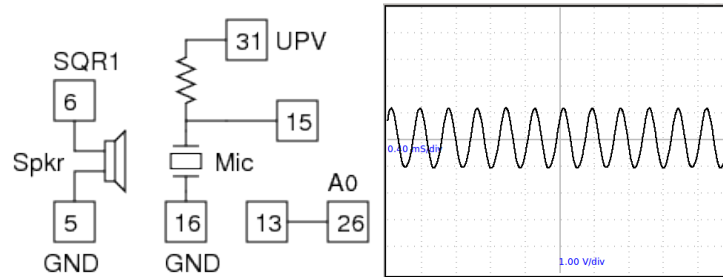 SQR1
6
Spkr
5
GND
31 UPV
15
Mic
16
GND
A0
13
26
0.40 mS/div
1.00 V/div